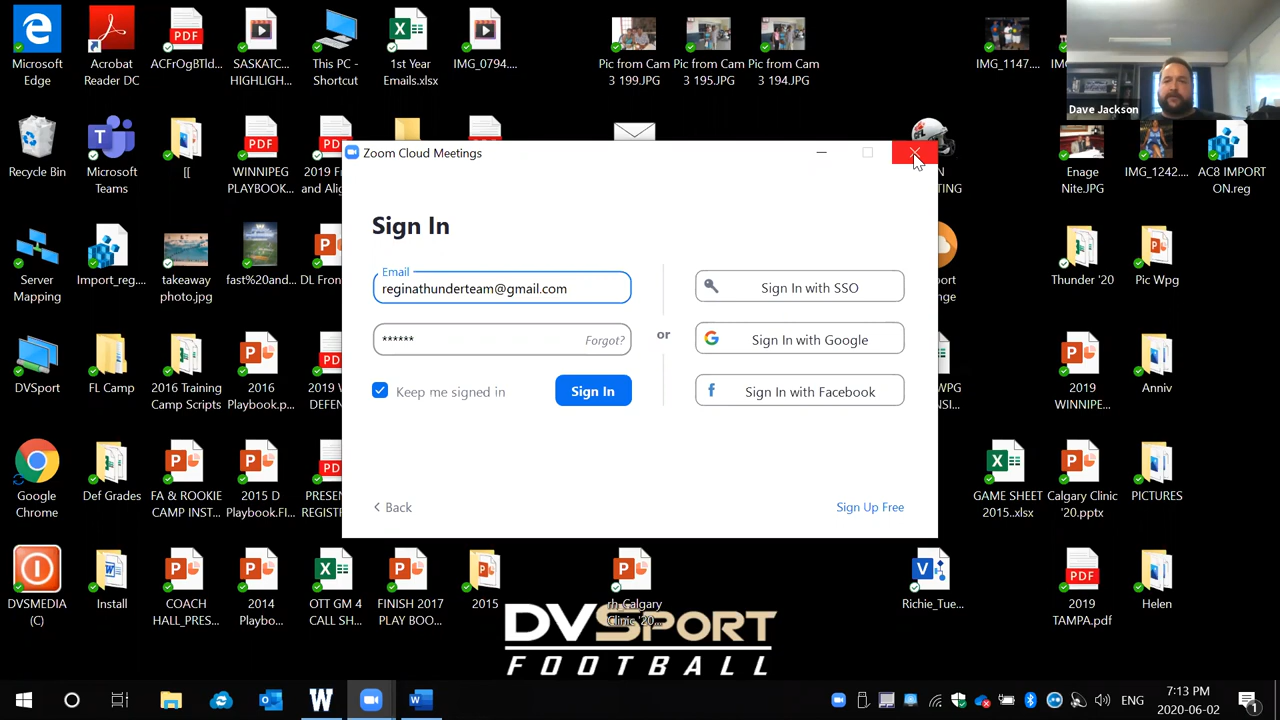 Microsoft Edge
Acrobat Reader DC
ACFrOgBTld...
SASKATC... HIGHLIGH...
This PC - Shortcut
1st Year Emails.xlsx
IMG_0794....
Pic from Cam 3 199.JPG
Pic from Cam 3 195.JPG
Pic from Cam 3 194.JPG
IMG_1147....
Dave Jackson
Recycle Bin
Microsoft Teams
[[
WINNIPEG PLAYBOOK...
Enage Nite.JPG
IMG_1242....
AC8 IMPORT ON.reg
Zoom Cloud Meetings
Sign In
Email
reginathunderteam@gmail.com
******
Forgot?
Keep me signed in
Sign In
or
Sign In with SSO
Sign In with Google
Sign In with Facebook
Back
Sign Up Free
Server Mapping
Import_reg...
takeaway photo.jpg
fast%20and...
Thunder '20
Pic Wpg
DVSport
FL Camp
2016 Training Camp Scripts
2016 Playbook.p...
2019 WINNIPE...
Anniv
Google Chrome
Def Grades
FA & ROOKIE CAMP INST...
2015 D Playbook.FI...
GAME SHEET 2015..xlsx
Calgary Clinic '20.pptx
PICTURES
DVSMEDIA (C)
Install
COACH HALL_PRES...
2014 Playbo...
OTT GM 4 CALL SH...
FINISH 2017 PLAY BOO...
2015
Richie_Tue...
2019 TAMPA.pdf
Helen
DVSPORT
FOOTBALL
ENG
7:13 PM
2020-06-02
1